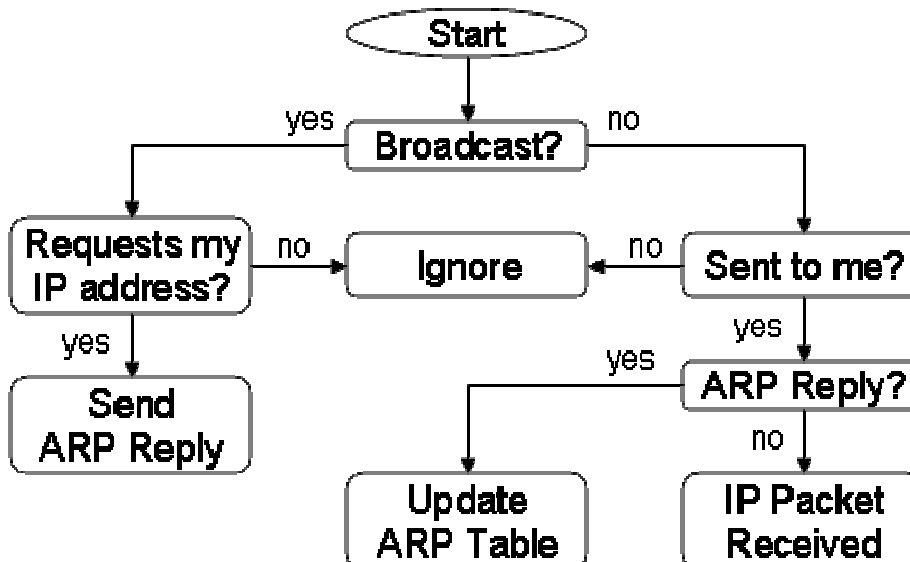 Start
yes
no
Broadcast?
Requests my
IP address?
no
Ignore
no
Sent to me?
yes
yes
yes
ARP Reply?
Send
ARP Reply
no
Update
ARP Table
IP Packet
Received